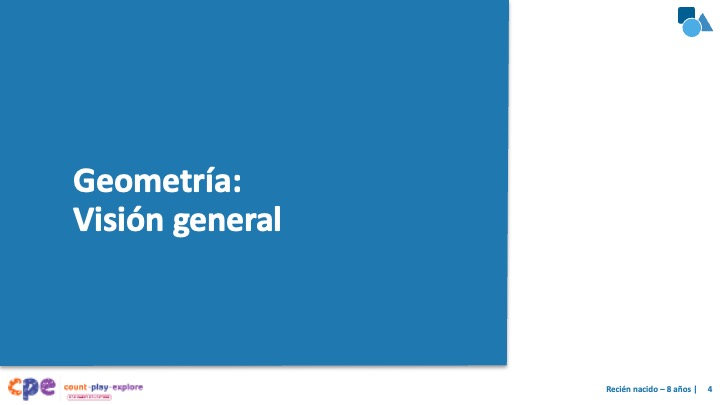 Geometría:
Visión general
cpe count-play-explore
Recién nacido – 8 años | 4